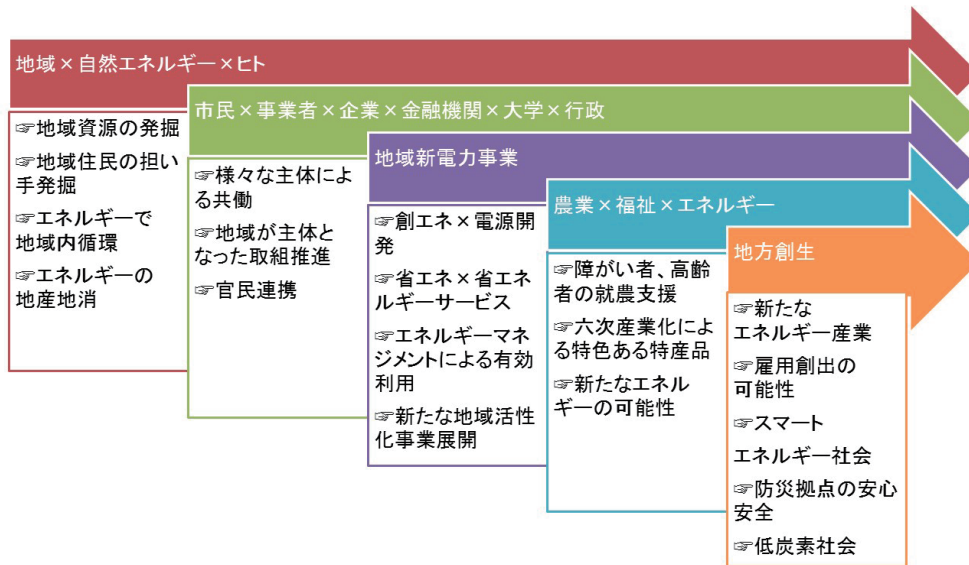 地域×自然エネルギー×ヒト
☞地域資源の発掘
☞地域住民の担い
手発掘
☞エネルギーで
地域内循環
☞エネルギーの
地産地消
市民×事業者×企業×金融機関×大学×行政
☞様々な主体によ
る共働
☞地域が主体と
なった取組推進
☞官民連携
地域新電力事業
☞創エネ×電源開
発
☞省エネ×省エネ
ルギーサービス
☞エネルギーマネ
ジメントによる有効
利用
☞新たな地域活性
化事業展開
農業×福祉×エネルギー
☞障がい者、高齢
者の就農支援
☞六次産業化によ
る特色ある特産品
☞新たなエネル
ギーの可能性
地方創生
☞新たな
エネルギー産業
☞雇用創出の
可能性
☞スマート
エネルギー社会
☞防災拠点の安心
安全
☞低炭素社会